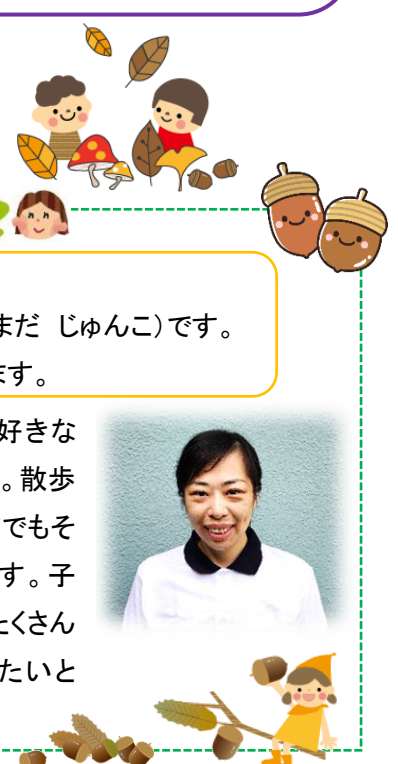 まだ じゅんこ)です。
ます。
好きな
。散歩
でもそ
す。子
たくさん
たいと